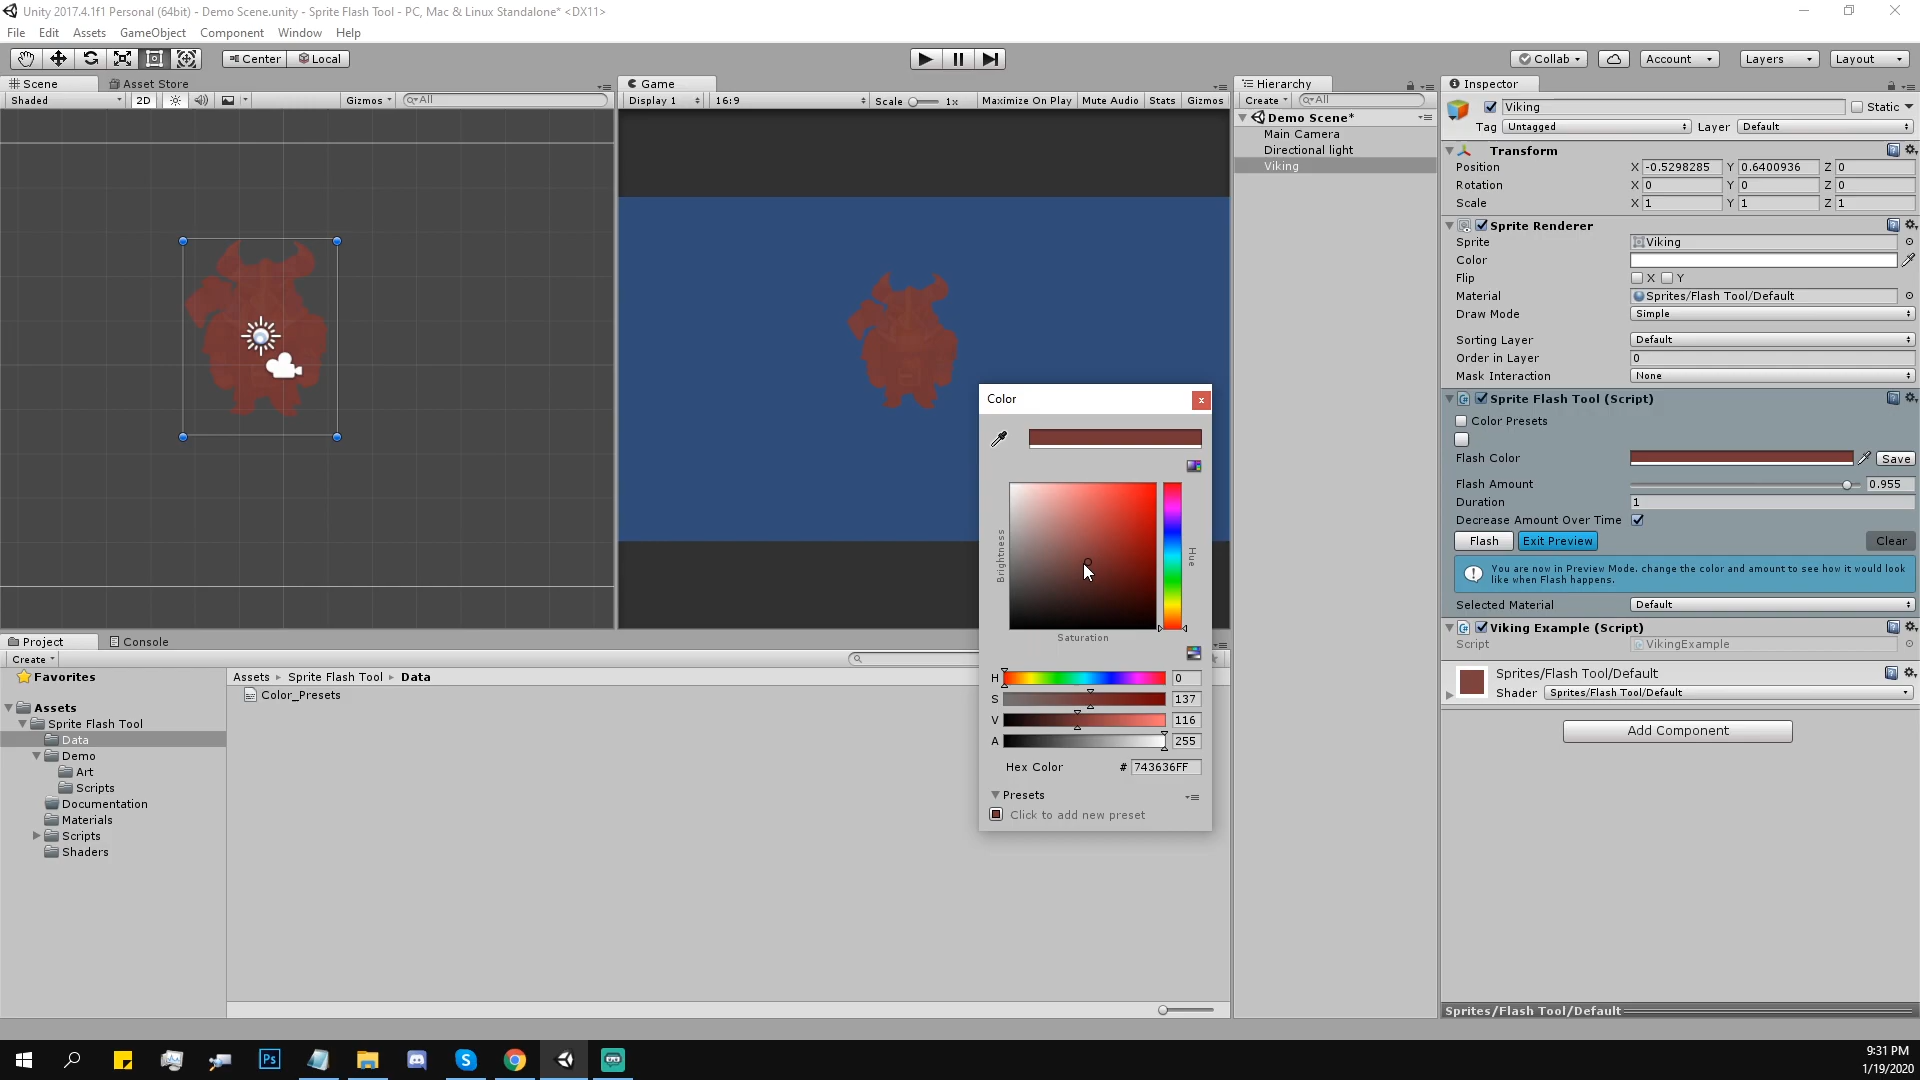 Unity 2017.4.1f1 Personal (64bit) - Demo Scene.unity - Sprite Flash Tool - PC, Mac & Linux Standalone* <DX11>
File Edit Assets GameObject Component Window Help
Center Local
Collab Account Layers Layout
Scene Asset Store
Shaded 2D Gizmos All
Game
Display 1 16:9 Scale 1x Maximize On Play Mute Audio Stats Gizmos
Hierarchy
Create All
Demo Scene*
Main Camera
Directional light
Viking
Inspector
Viking Static
Tag Untagged Layer Default
Transform
Position X -0.5298285 Y 0.6400936 Z 0
Rotation X 0 Y 0 Z 0
Scale X 1 Y 1 Z 1
Sprite Renderer
Sprite Viking
Color
Flip X Y
Material Sprites/Flash Tool/Default
Draw Mode Simple
Sorting Layer Default
Order in Layer 0
Mask Interaction None
Sprite Flash Tool (Script)
Color Presets
Flash Color Save
Flash Amount 0.955
Duration 1
Decrease Amount Over Time
Flash Exit Preview Clear
You are now in Preview Mode, change the color and amount to see how it would look
like when Flash happens.
Selected Material Default
Viking Example (Script)
Script VikingExample
Sprites/Flash Tool/Default
Shader Sprites/Flash Tool/Default
Add Component
Sprites/Flash Tool/Default
Color x
Brightness
Hue
Saturation
H 0
S 137
V 116
A 255
Hex Color # 743636FF
Presets
Click to add new preset
Project Console
Create
Favorites
Assets
Sprite Flash Tool
Data
Demo
Art
Scripts
Documentation
Materials
Scripts
Shaders
Assets Sprite Flash Tool Data
Color_Presets
Ps
S
9:31 PM
1/19/2020